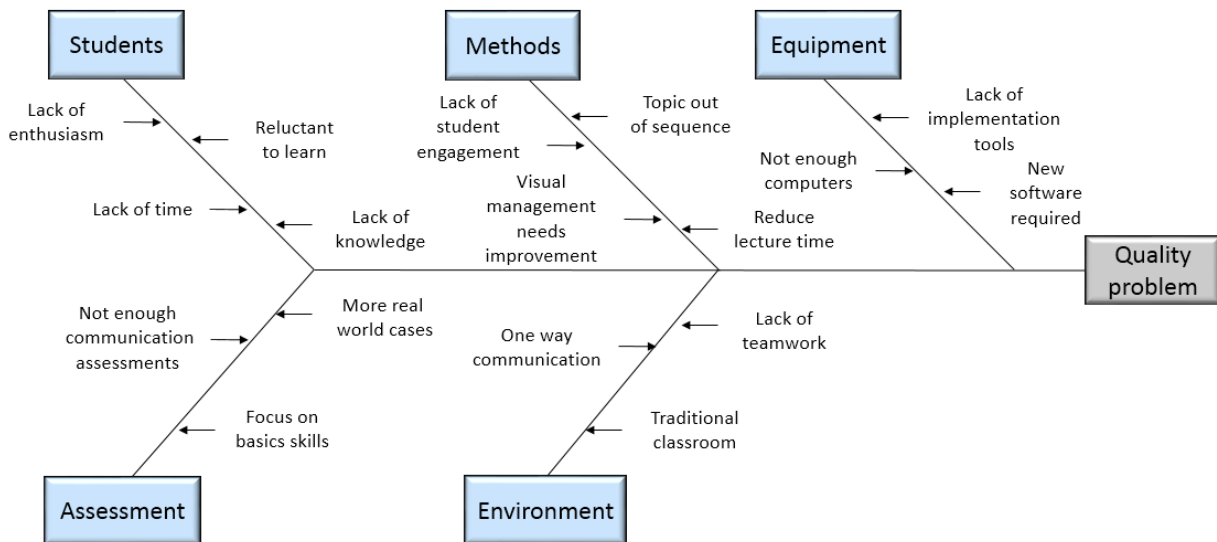 Students
Methods
Equipment
Lack of
enthusiasm
Reluctant
to learn
Lack of time
Lack of
knowledge
Lack of
student
engagement
Topic out
of sequence
Visual
management
needs
improvement
Reduce
lecture time
Lack of
implementation
tools
Not enough
computers
New
software
required
Quality
problem
Not enough
communication
assessments
More real
world cases
Focus on
basics skills
One way
communication
Lack of
teamwork
Traditional
classroom
Assessment
Environment